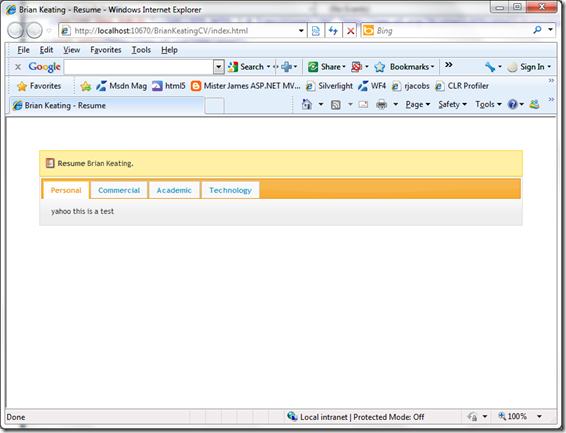 Brian Keating - Resume - Windows Internet Explorer
http://localhost:10670/BrianKeatingCV/index.html
Bing
File Edit View Favorites Tools Help
x Google Search Share Bookmarks Sign In
Favorites Msdn Mag html5 Mister James ASP.NET MV... Silverlight WF4 rjacobs CLR Profiler
Brian Keating - Resume
Page Safety Tools
Resume Brian Keating.
Personal Commercial Academic Technology
yahoo this is a test
Done Local intranet | Protected Mode: Off 100%